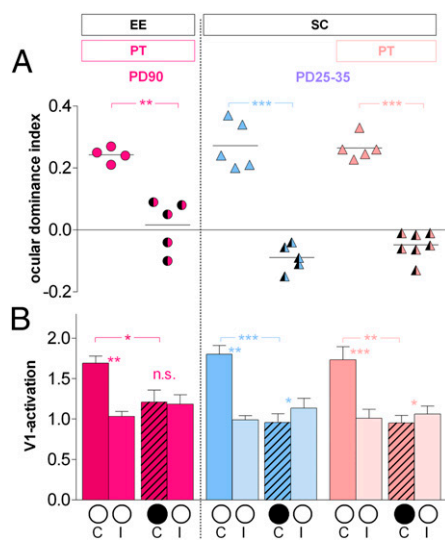 EE SC
PT PT
A PD90 PD25-35
ocular dominance index
0.4
0.2
0.0
-0.2
** *** ***
B
V1-activation
2.0
1.5
1.0
0.5
0.0
* *** **
** n.s. ** * *** *
C I C I C I C I C I C I